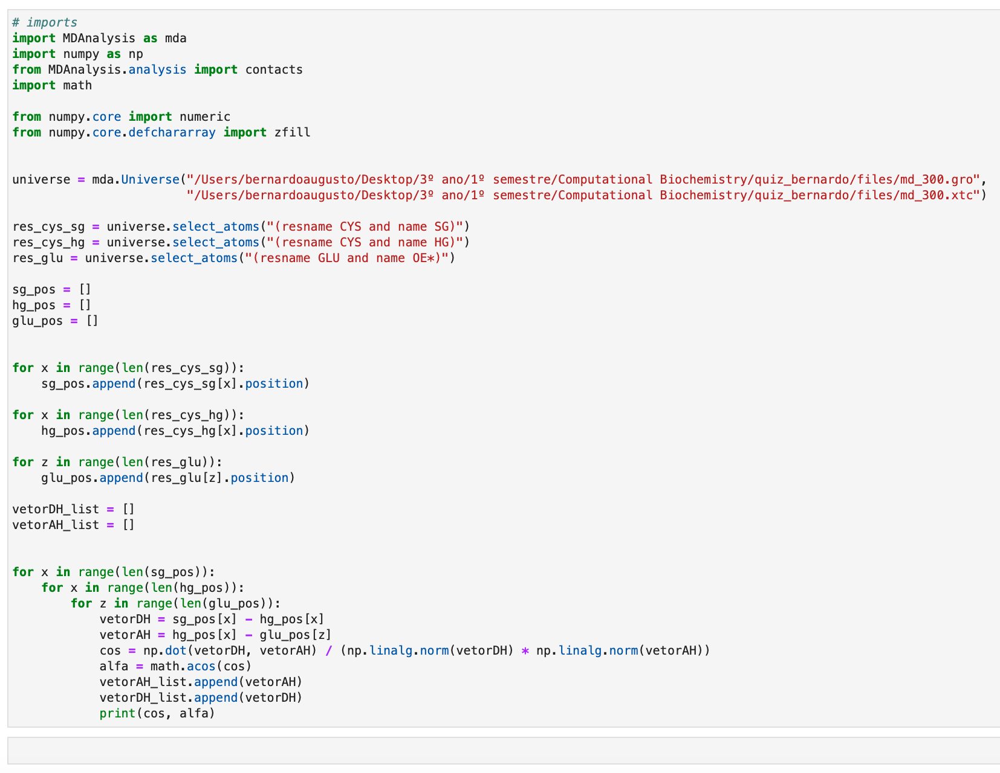 # imports
import MDAnalysis as mda
import numpy as np
from MDAnalysis.analysis import contacts
import math
from numpy.core import numeric
from numpy.core.defchararray import zfill
universe = mda.Universe("/Users/bernardoaugusto/Desktop/3º ano/1º semestre/Computational Biochemistry/quiz_bernardo/files/md_300.gro",
"/Users/bernardoaugusto/Desktop/3º ano/1º semestre/Computational Biochemistry/quiz_bernardo/files/md_300.xtc")
res_cys_sg = universe.select_atoms("(resname CYS and name SG)")
res_cys_hg = universe.select_atoms("(resname CYS and name HG)")
res_glu = universe.select_atoms("(resname GLU and name OE*)")
sg_pos = []
hg_pos = []
glu_pos = []
for x in range(len(res_cys_sg)):
    sg_pos.append(res_cys_sg[x].position)
for x in range(len(res_cys_hg)):
    hg_pos.append(res_cys_hg[x].position)
for z in range(len(res_glu)):
    glu_pos.append(res_glu[z].position)
vetorDH_list = []
vetorAH_list = []
for x in range(len(sg_pos)):
    for x in range(len(hg_pos)):
        for z in range(len(glu_pos)):
            vetorDH = sg_pos[x] - hg_pos[x]
            vetorAH = hg_pos[x] - glu_pos[z]
            cos = np.dot(vetorDH, vetorAH) / (np.linalg.norm(vetorDH) * np.linalg.norm(vetorAH))
            alfa = math.acos(cos)
            vetorAH_list.append(vetorAH)
            vetorDH_list.append(vetorDH)
            print(cos, alfa)